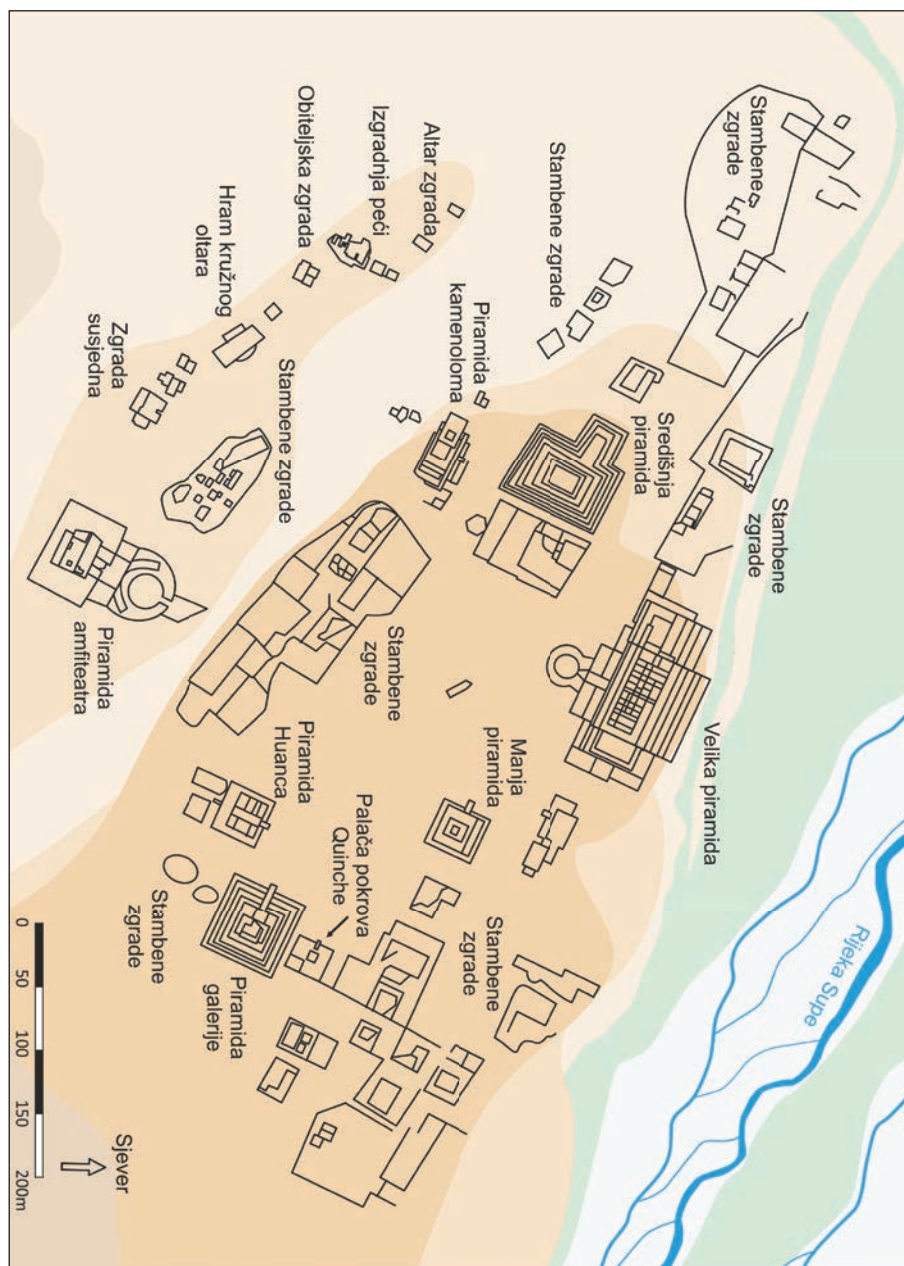 Rijeka Supe
Stambene
zgrade
Stambene
zgrade
Velika piramida
Središnja
piramida
Stambene zgrade
Manja
piramida
Stambene
zgrade
Piramida
kamenoloma
Altar zgrada
Stambene
zgrade
Izgradnja peći
Palača pokrova
Quinche
Obiteljska zgrada
Piramida
Huanca
Stambene zgrade
Piramida
galerije
Hram kružnog
oltara
Stambene
zgrade
Zgrada
susjedna
Piramida
amfiteatra
Sjever
0 50 100 150 200m